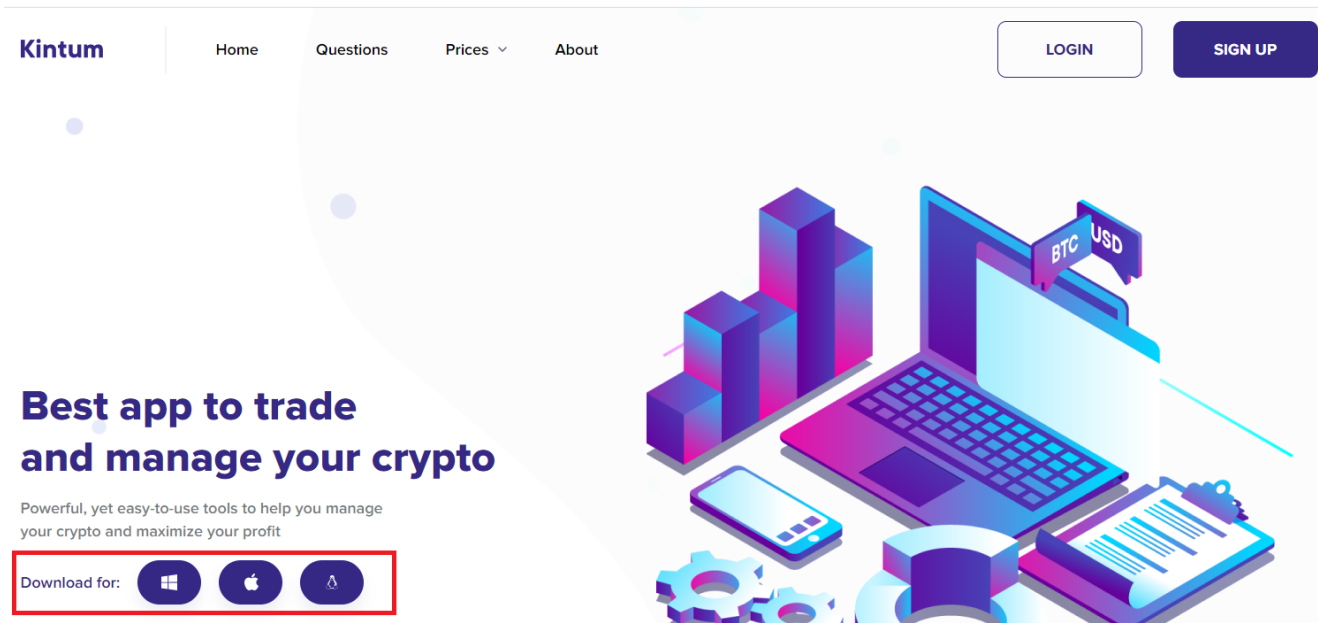 Kintum
Home
Questions
Prices
About
LOGIN
SIGN UP
BTC
USD
Best app to trade
and manage your crypto
Powerful, yet easy-to-use tools to help you manage
your crypto and maximize your profit
Download for: